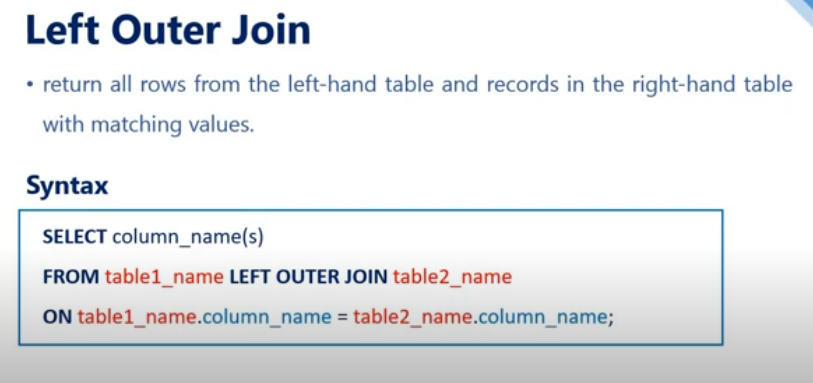 Left Outer Join
• return all rows from the left-hand table and records in the right-hand table
with matching values.
Syntax
SELECT column_name(s)
FROM table1_name LEFT OUTER JOIN table2_name
ON table1_name.column_name = table2_name.column_name;